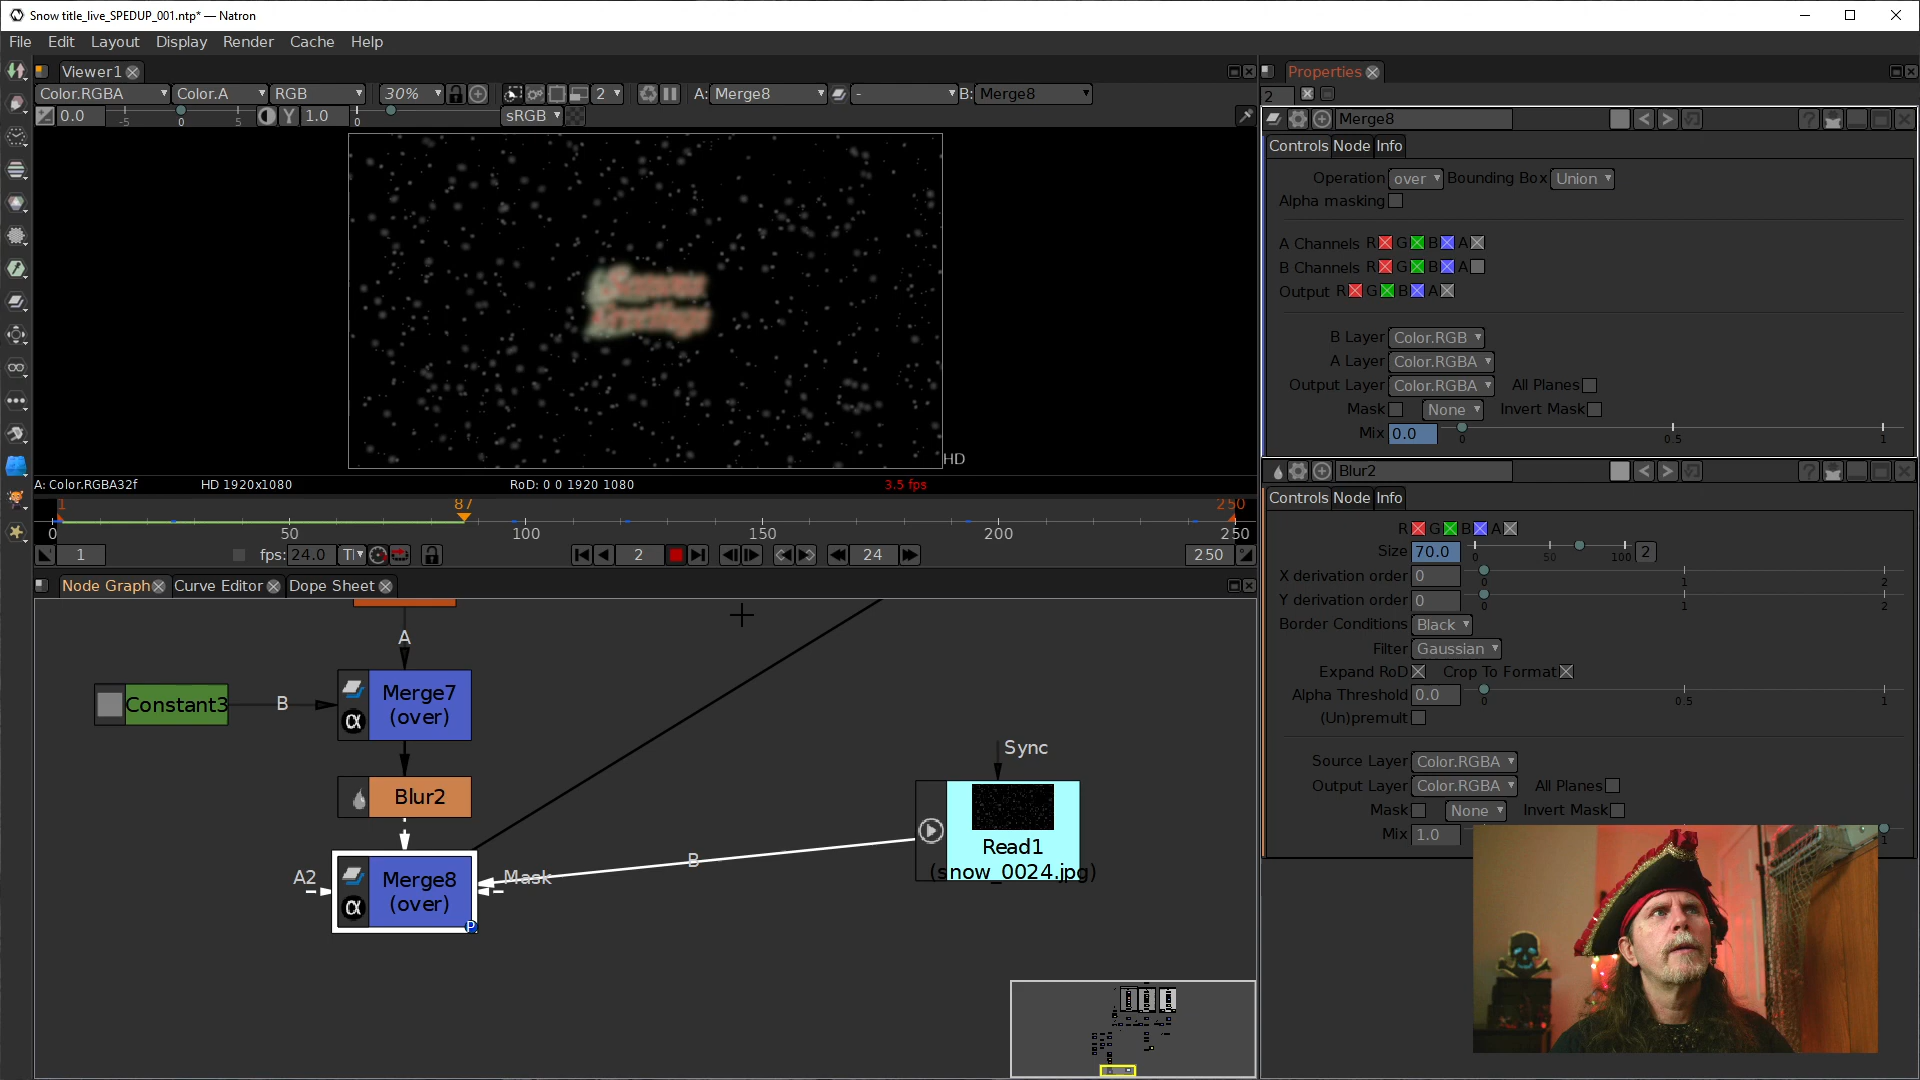 Snow title_live_SPEDUP_001.ntp* — Natron
File Edit Layout Display Render Cache Help
Viewer1
Color.RGBA Color.A RGB 30% 2 A: Merge8 - B: Merge8
0.0 -5 0 5 Y 1.0 0 sRGB
HD
A: Color.RGBA32f HD 1920x1080 RoD: 0 0 1920 1080 3.5 fps
1 87 250
0 50 100 150 200 250
1 fps: 24.0 2 24 250
Node Graph Curve Editor Dope Sheet
A
Constant3 B Merge7
(over)
Blur2
A2 Merge8
(over)
P
Mask B
Sync
Read1
(snow_0024.jpg)
Properties
2
Merge8
Controls Node Info
Operation over Bounding Box Union
Alpha masking
A Channels R G B A
B Channels R G B A
Output R G B A
B Layer Color.RGB
A Layer Color.RGBA
Output Layer Color.RGBA All Planes
Mask None Invert Mask
Mix 0.0 0 0.5 1
Blur2
Controls Node Info
R G B A
Size 70.0 0 50 100 2
X derivation order 0 0 1 2
Y derivation order 0 0 1 2
Border Conditions Black
Filter Gaussian
Expand RoD Crop To Format
Alpha Threshold 0.0 0 0.5 1
(Un)premult
Source Layer Color.RGBA
Output Layer Color.RGBA All Planes
Mask None Invert Mask
Mix 1.0 1